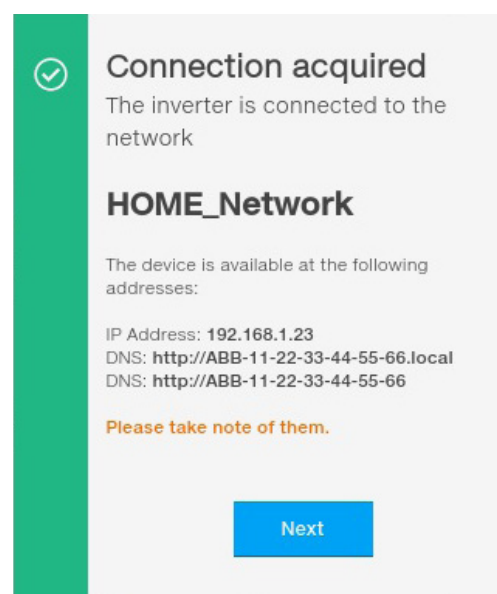 Connection acquired
The inverter is connected to the
network
HOME_Network
The device is available at the following
addresses:
IP Address: 192.168.1.23
DNS: http://ABB-11-22-33-44-55-66.local
DNS: http://ABB-11-22-33-44-55-66
Please take note of them.
Next